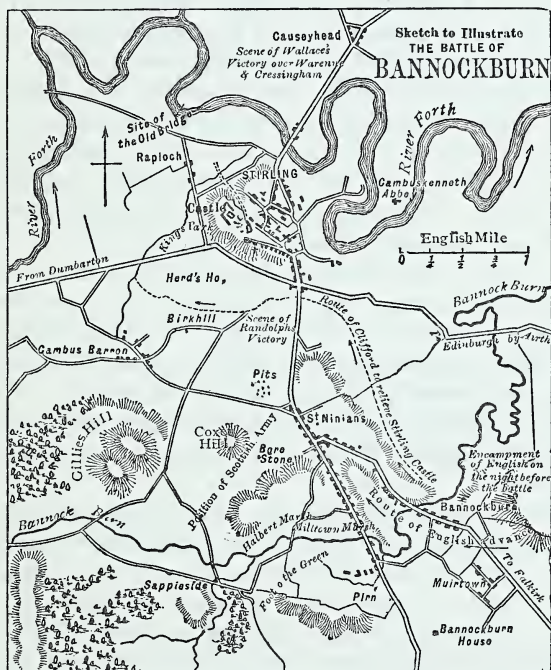 Sketch to Illustrate
THE BATTLE OF
BANNOCKBURN
Causeyhead
Scene of Wallace's
Victory over Warenne
& Cressingham
Site of
the Old Bridge
Raploch
River Forth
River Forth
STIRLING
Castle
King's Park
Cambuskenneth
Abbey
English Mile
0 ¼ ½ ¾ 1
From Dumbarton
Herd's Ho.
Birkhill
Scene of
Randolph's
Victory
Route of Clifford to relieve Stirling Castle
Bannock Burn
Edinburgh by Airth
Cambus Barron
Pits
St Ninians
Gillies Hill
Coxet
Hill
Bore
Stone
Position of Scottish Army
Encampment
of English on
the night before
the battle
Bannockburn
Route of English Advance
Bannock Burn
Halbert Marsh
Milltown Marsh
To Falkirk
Sappieside
Foot o the Green
Pirn
Muirtown
Bannockburn
House